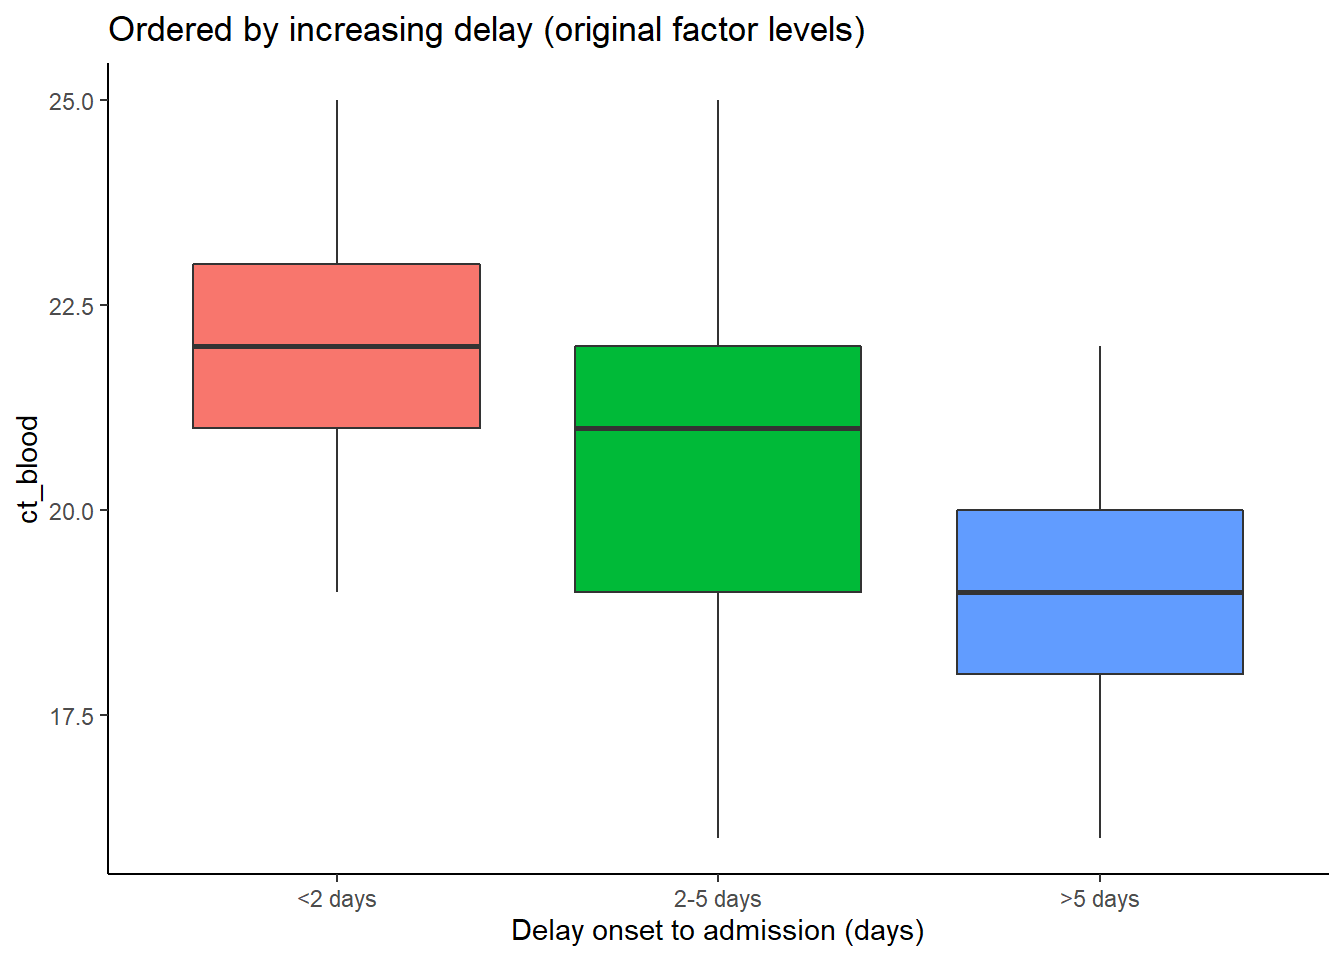 Ordered by increasing delay (original factor levels)
25.0
22.5
20.0
17.5
ct_blood
<2 days
2-5 days
>5 days
Delay onset to admission (days)